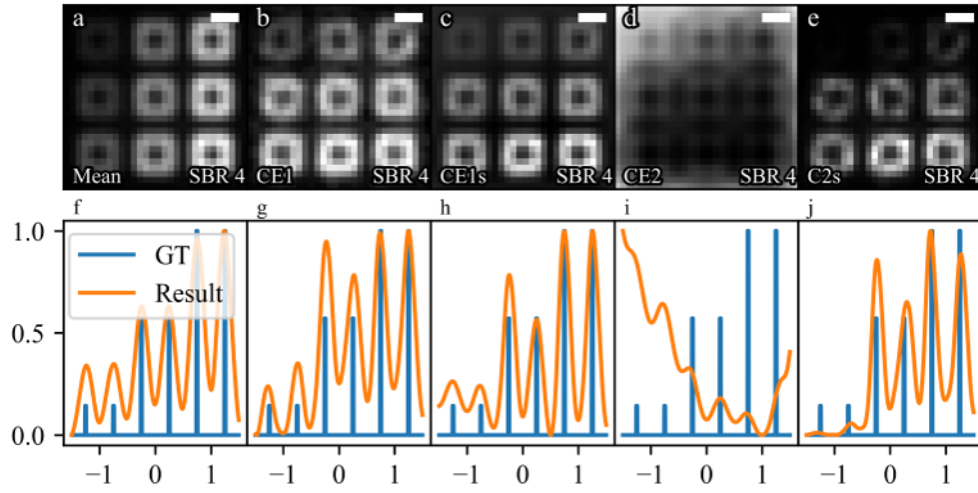 a b c d e
Mean SBR 4 CE1 SBR 4 CE1s SBR 4 CE2 SBR 4 C2s SBR 4
f g h i j
1.0
GT
Result
0.5
0.0
−1 0 1 −1 0 1 −1 0 1 −1 0 1 −1 0 1